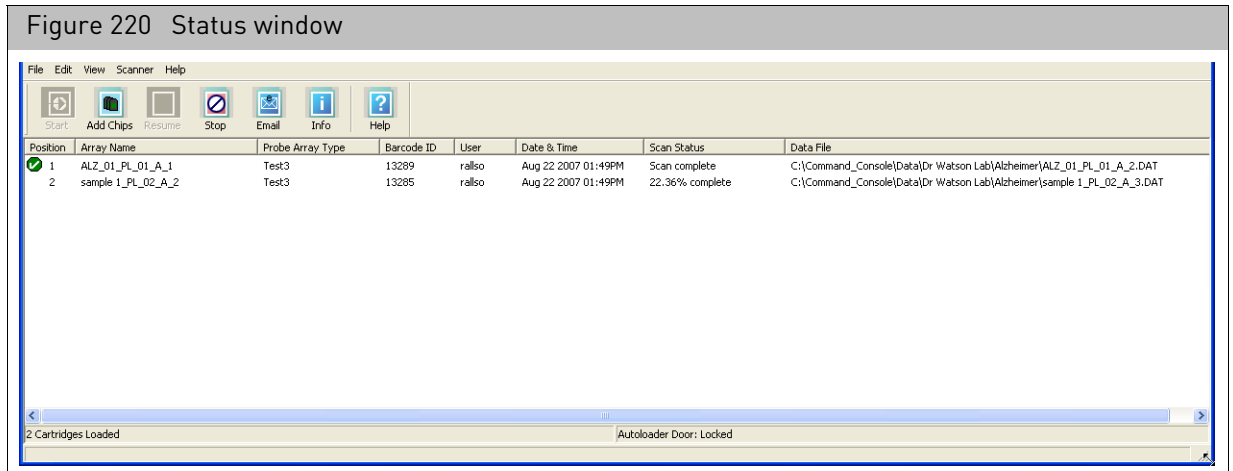 Figure 220 Status window
File Edit View Scanner Help
Start Add Chips Resume Stop Email Info Help
Position Array Name Probe Array Type Barcode ID User Date & Time Scan Status Data File
1 ALZ_01_PL_01_A_1 Test3 13289 rallso Aug 22 2007 01:49PM Scan complete C:\Command_Console\Data\Dr Watson Lab\Alzheimer\ALZ_01_PL_01_A_2.DAT
2 sample 1_PL_02_A_2 Test3 13285 rallso Aug 22 2007 01:49PM 22.36% complete C:\Command_Console\Data\Dr Watson Lab\Alzheimer\sample 1_PL_02_A_3.DAT
2 Cartridges Loaded Autoloader Door: Locked